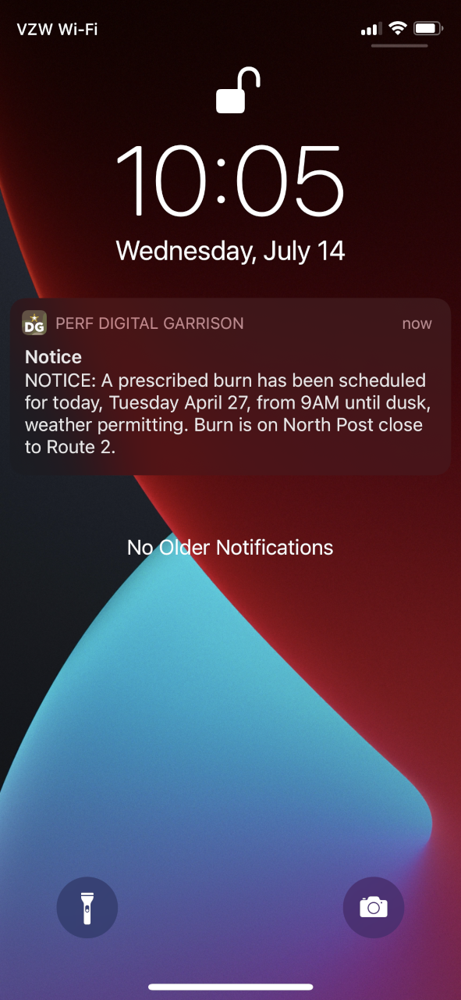 VZW Wi-Fi
10:05
Wednesday, July 14
DG PERF DIGITAL GARRISON now
Notice
NOTICE: A prescribed burn has been scheduled
for today, Tuesday April 27, from 9AM until dusk,
weather permitting. Burn is on North Post close
to Route 2.
No Older Notifications